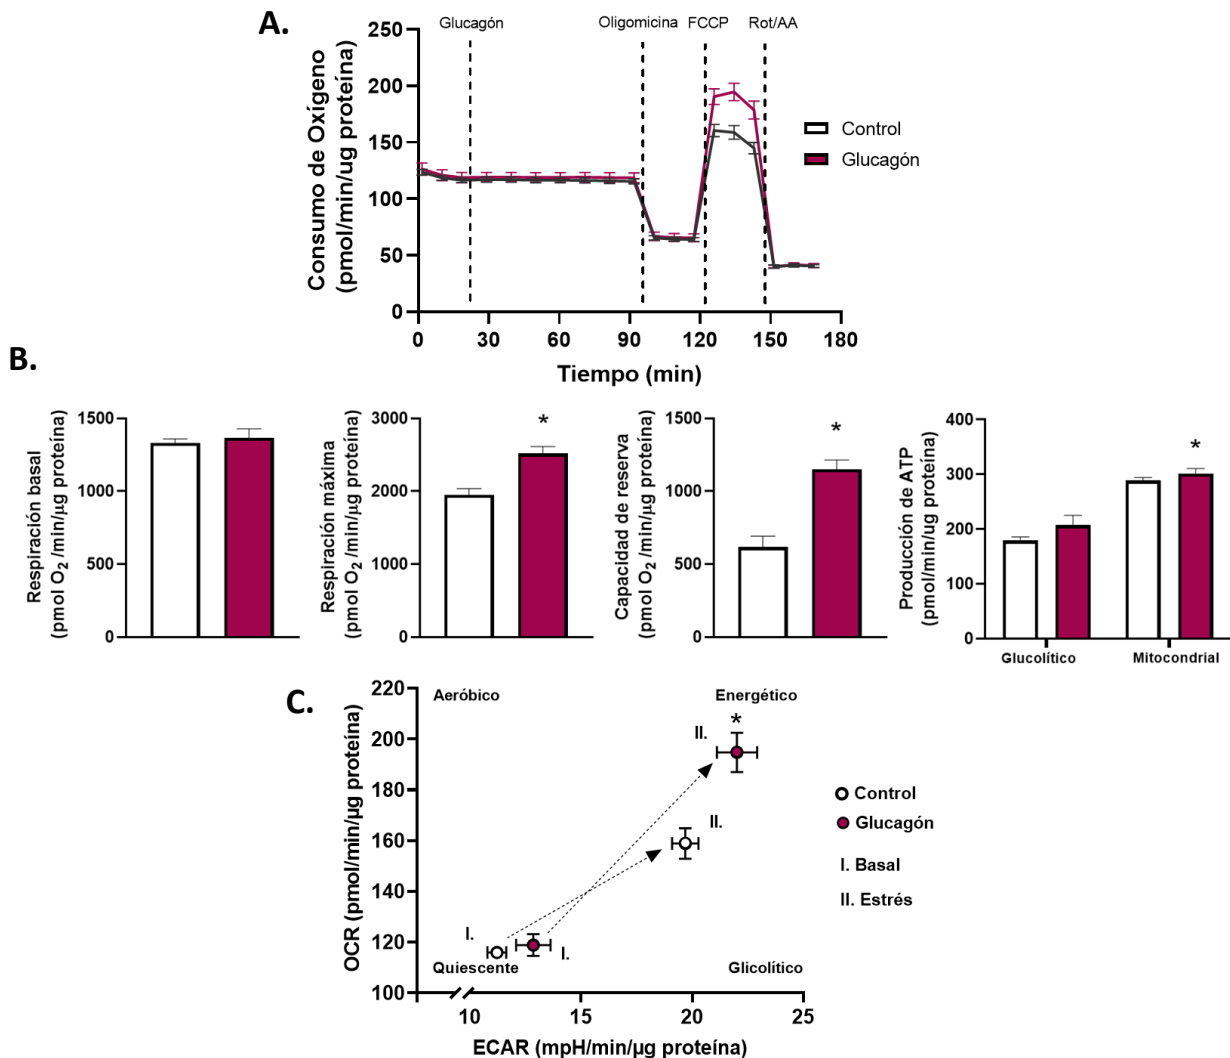 A.
Glucagón
Oligomicina
FCCP
Rot/AA
Consumo de Oxígeno
(pmol/min/ug proteína)
250
200
150
100
50
0
0
30
60
90
120
150
180
Tiempo (min)
Control
Glucagón
B.
Respiración basal
(pmol O2 /min/µg proteína)
1500
1000
500
0
Respiración máxima
(pmol O2 /min/µg proteína)
3000
2000
1000
0
*
Capacidad de reserva
(pmol O2 /min/µg proteína)
1500
1000
500
0
*
Producción de ATP
(pmol/min/ug proteína)
400
300
200
100
0
*
Glucolítico
Mitocondrial
C.
OCR (pmol/min/µg proteína)
220
200
180
160
140
120
100
Aeróbico
Energético
*
II.
II.
I.
I.
Quiescente
Glicolítico
10
15
20
25
ECAR (mpH/min/µg proteína)
Control
Glucagón
I. Basal
II. Estrés